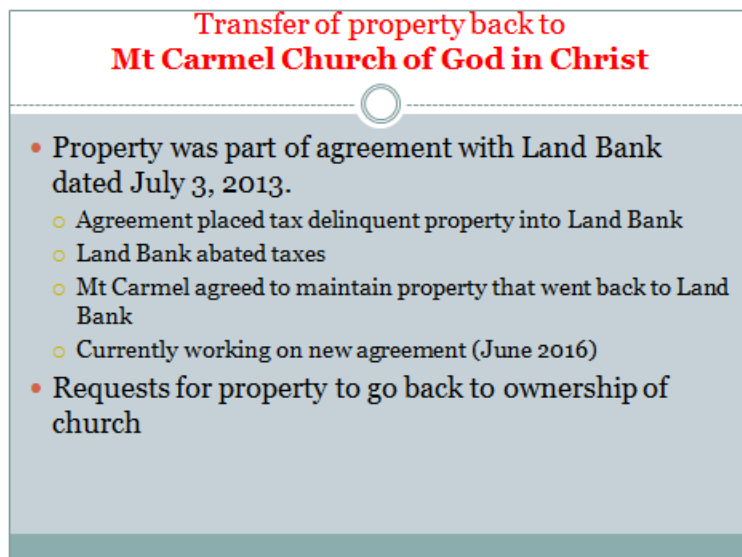 Transfer of property back to
Mt Carmel Church of God in Christ
Property was part of agreement with Land Bank
dated July 3, 2013.
Agreement placed tax delinquent property into Land Bank
Land Bank abated taxes
Mt Carmel agreed to maintain property that went back to Land
Bank
Currently working on new agreement (June 2016)
Requests for property to go back to ownership of
church